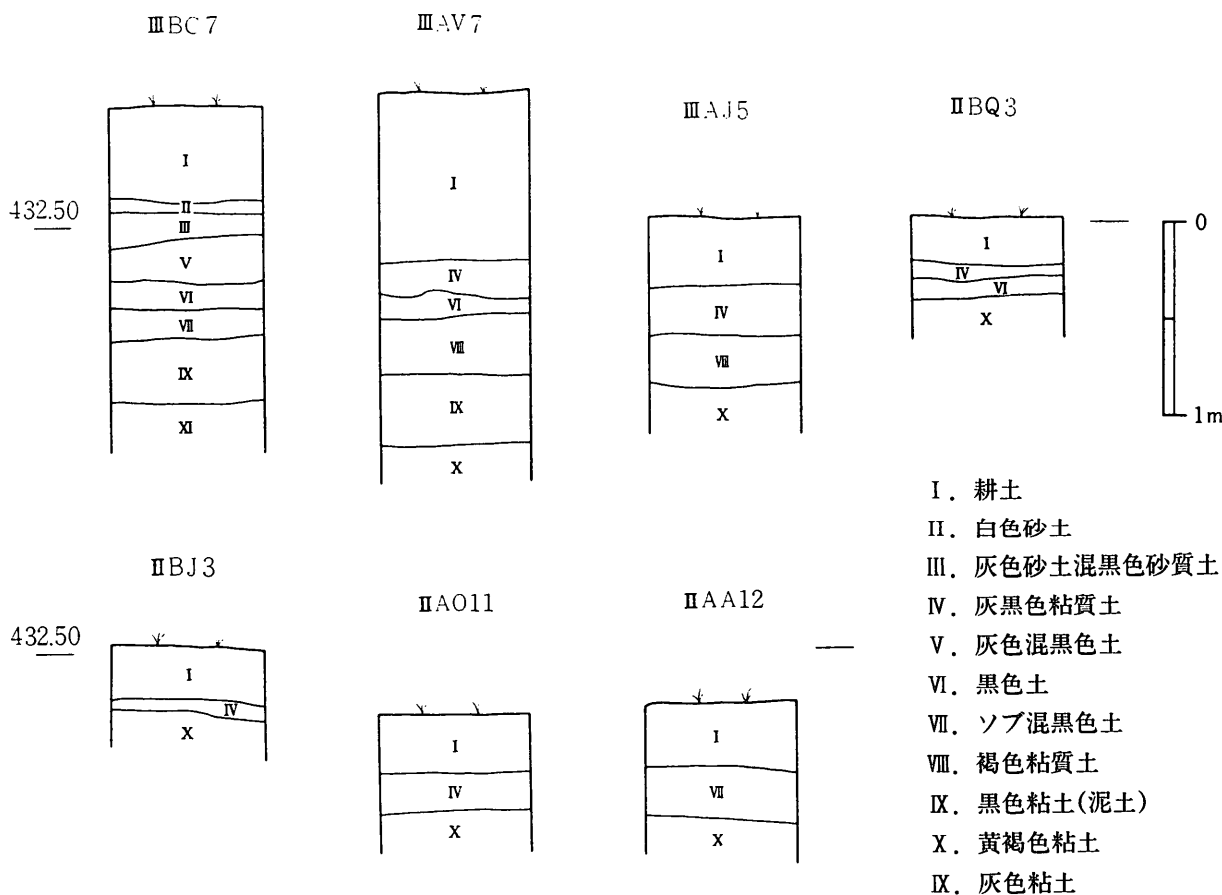 ⅢBC7
Ⅰ
Ⅱ
Ⅲ
Ⅴ
Ⅵ
Ⅶ
Ⅸ
Ⅺ
432.50
ⅢAV7
Ⅰ
Ⅳ
Ⅵ
Ⅷ
Ⅸ
Ⅹ
ⅢAJ5
Ⅰ
Ⅳ
Ⅷ
Ⅹ
ⅡBQ3
Ⅰ
Ⅳ
Ⅵ
Ⅹ
0
1m
ⅡBJ3
432.50
Ⅰ
Ⅳ
Ⅹ
ⅡAO11
Ⅰ
Ⅳ
Ⅹ
ⅡAA12
Ⅰ
Ⅶ
Ⅹ
Ⅰ. 耕土
Ⅱ. 白色砂土
Ⅲ. 灰色砂土混黒色砂質土
Ⅳ. 灰黒色粘質土
Ⅴ. 灰色混黒色土
Ⅵ. 黒色土
Ⅶ. ソブ混黒色土
Ⅷ. 褐色粘質土
Ⅸ. 黒色粘土(泥土)
Ⅹ. 黄褐色粘土
Ⅸ. 灰色粘土